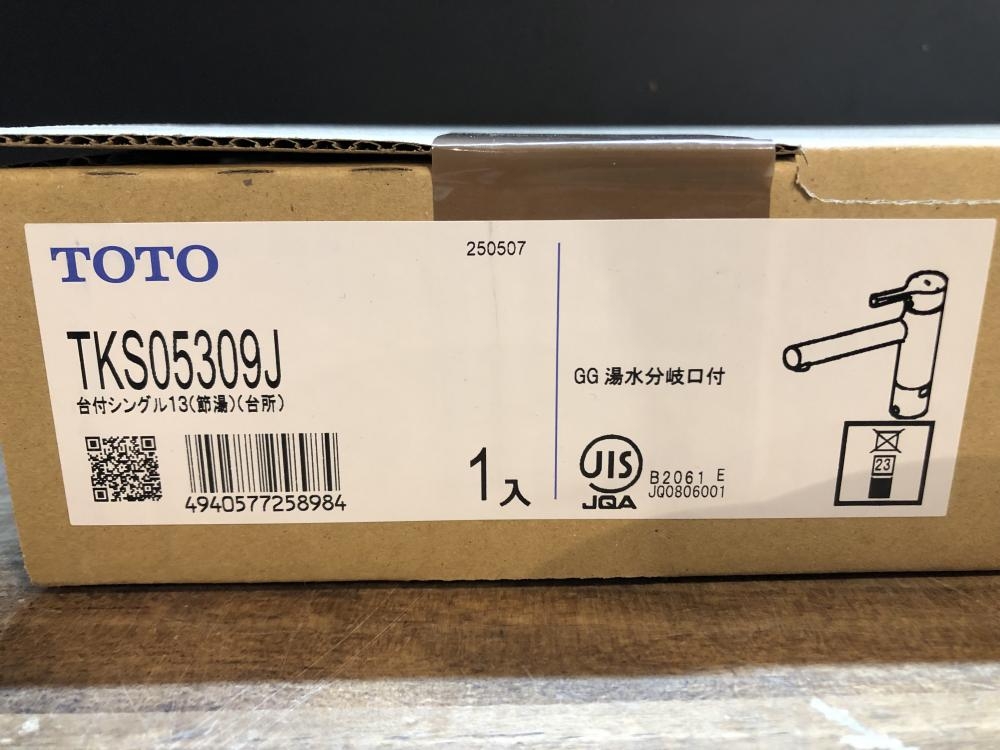 TOTO
250507
TKS05309J
台付シングル13(節湯)(台所)
4940577258984
1入
GG 湯水分岐口付
JIS
JQA
B2061 E
JQ0806001
23